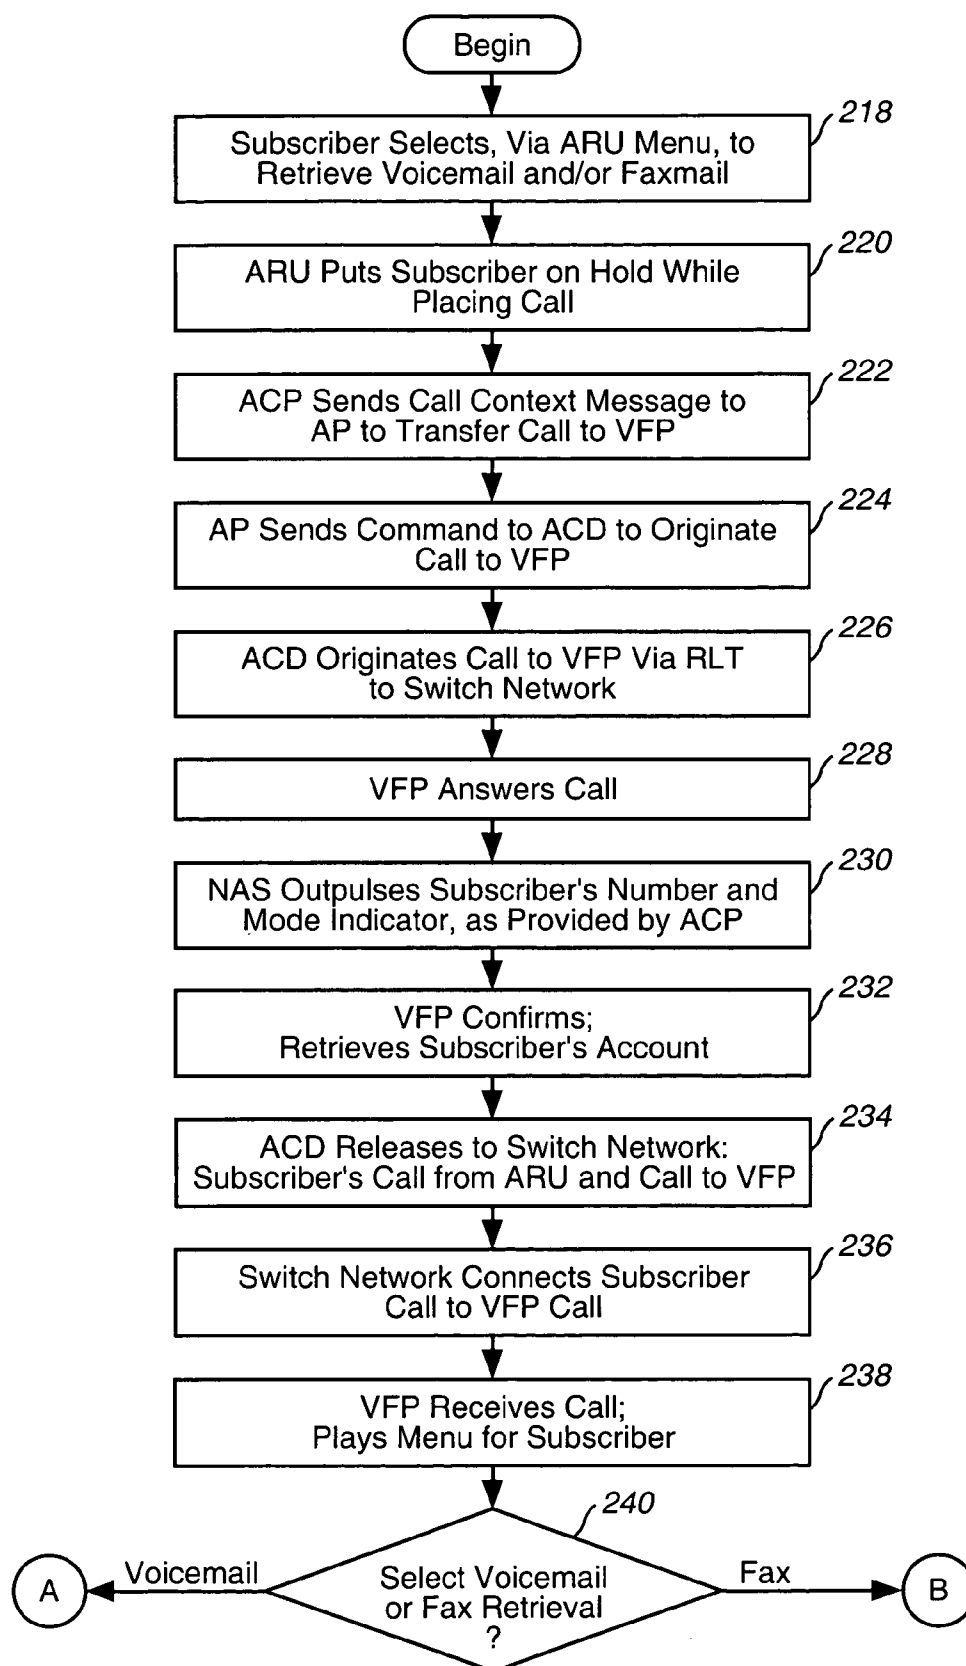 Begin
218
Subscriber Selects, Via ARU Menu, to
Retrieve Voicemail and/or Faxmail
220
ARU Puts Subscriber on Hold While
Placing Call
222
ACP Sends Call Context Message to
AP to Transfer Call to VFP
224
AP Sends Command to ACD to Originate
Call to VFP
226
ACD Originates Call to VFP Via RLT
to Switch Network
228
VFP Answers Call
230
NAS Outpulses Subscriber's Number and
Mode Indicator, as Provided by ACP
232
VFP Confirms;
Retrieves Subscriber's Account
234
ACD Releases to Switch Network:
Subscriber's Call from ARU and Call to VFP
236
Switch Network Connects Subscriber
Call to VFP Call
238
VFP Receives Call;
Plays Menu for Subscriber
240
A
Voicemail
Select Voicemail
or Fax Retrieval
?
Fax
B